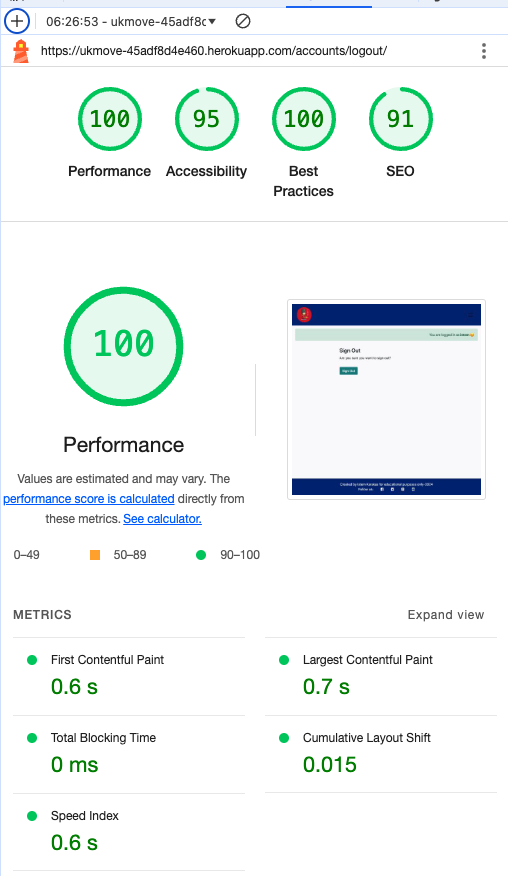 06:26:53 - ukmove-45adf8c
https://ukmove-45adf8d4e460.herokuapp.com/accounts/logout/
100
95
100
91
Performance
Accessibility
Best
Practices
SEO
100
Performance
Values are estimated and may vary. The
performance score is calculated directly from
these metrics. See calculator.
0–49
50–89
90–100
Sign Out
Are you sure you want to sign out?
Sign Out
METRICS
Expand view
First Contentful Paint
0.6 s
Largest Contentful Paint
0.7 s
Total Blocking Time
0 ms
Cumulative Layout Shift
0.015
Speed Index
0.6 s